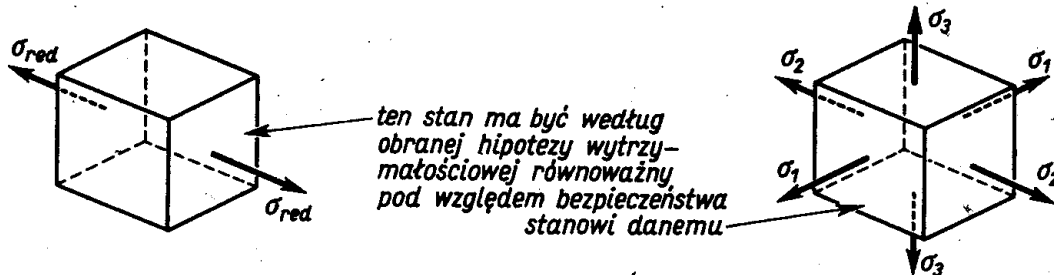 σred
ten stan ma być według
obranej hipotezy wytrzy-
małościowej równoważny
pod względem bezpieczeństwa
stanowi danemu
σred
σ3
σ2
σ1
σ1
σ2
σ3